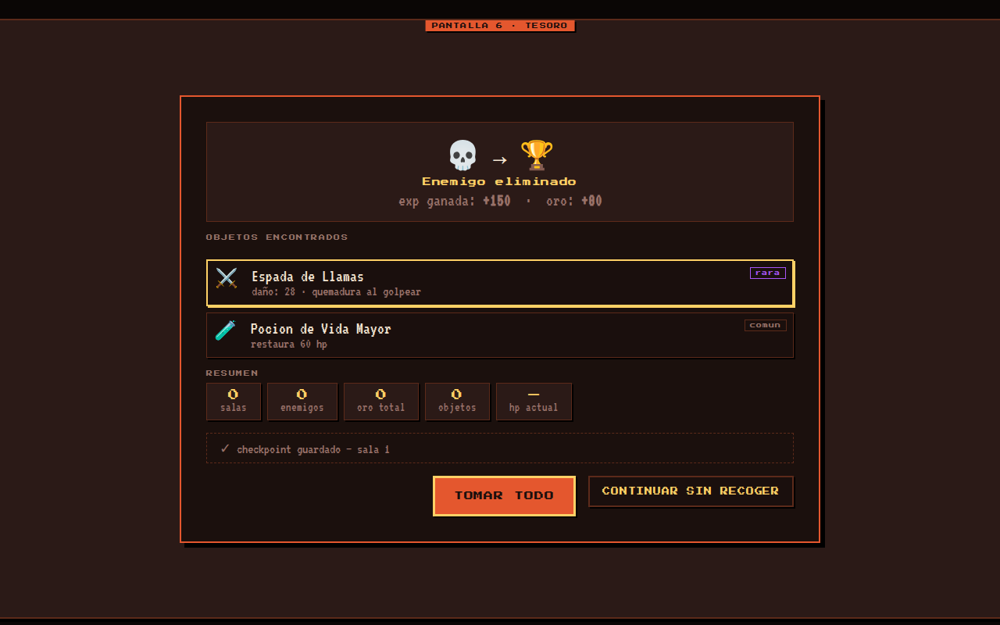 PANTALLA 6 · TESORO
→
Enemigo eliminado
exp ganada: +150 · oro: +80
OBJETOS ENCONTRADOS
Espada de Llamas
rara
daño: 28 · quemadura al golpear
Pocion de Vida Mayor
comun
restaura 60 hp
RESUMEN
0 0 0 0 —
salas enemigos oro total objetos hp actual
✓ checkpoint guardado — sala 1
TOMAR TODO CONTINUAR SIN RECOGER